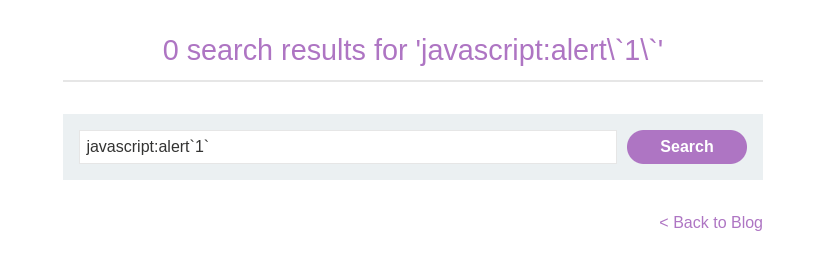 0 search results for 'javascript:alert\`1\`'
javascript:alert`1`
Search
< Back to Blog